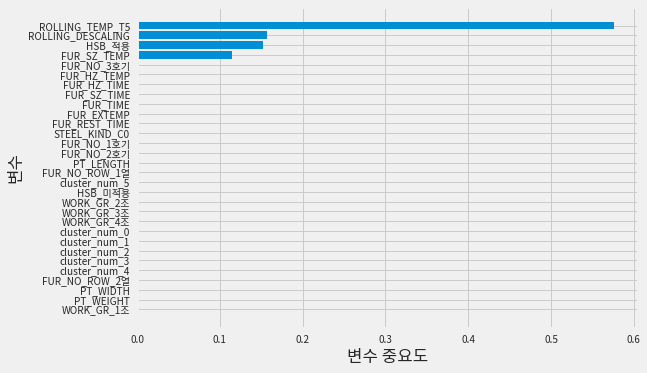 ROLLING_TEMP_T5
ROLLING_DESCALING
HSB_적용
FUR_SZ_TEMP
FUR_NO_3호기
FUR_HZ_TEMP
FUR_HZ_TIME
FUR_SZ_TIME
FUR_TIME
FUR_EXTEMP
FUR_REST_TIME
STEEL_KIND_C0
FUR_NO_1호기
FUR_NO_2호기
PT_LENGTH
FUR_NO_ROW_1열
cluster_num_5
HSB_미적용
WORK_GR_2조
WORK_GR_3조
WORK_GR_4조
cluster_num_0
cluster_num_1
cluster_num_2
cluster_num_3
cluster_num_4
FUR_NO_ROW_2열
PT_WIDTH
PT_WEIGHT
WORK_GR_1조
변수
0.0 0.1 0.2 0.3 0.4 0.5 0.6
변수 중요도